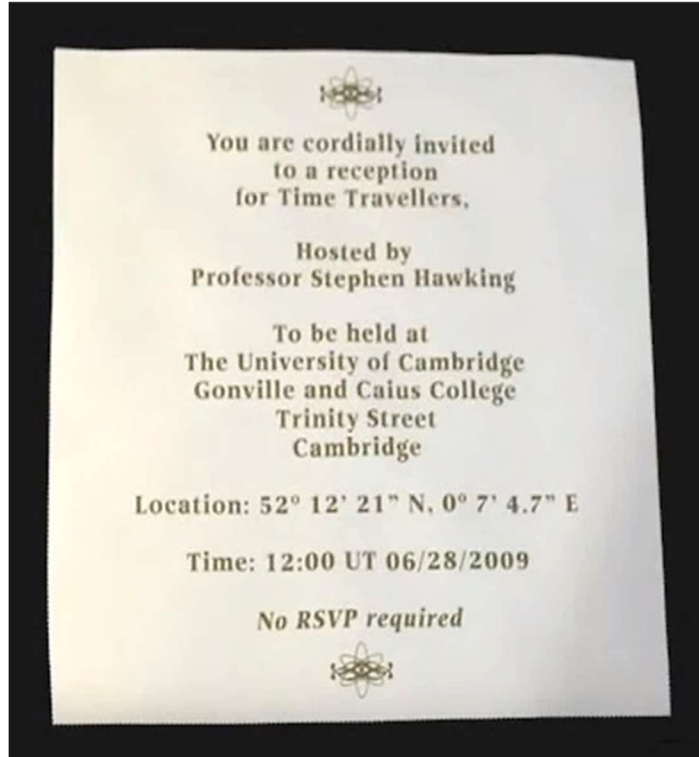 You are cordially invited
to a reception
for Time Travellers,
Hosted by
Professor Stephen Hawking
To be held at
The University of Cambridge
Gonville and Caius College
Trinity Street
Cambridge
Location: 52° 12' 21" N, 0° 7' 4.7" E
Time: 12:00 UT 06/28/2009
No RSVP required